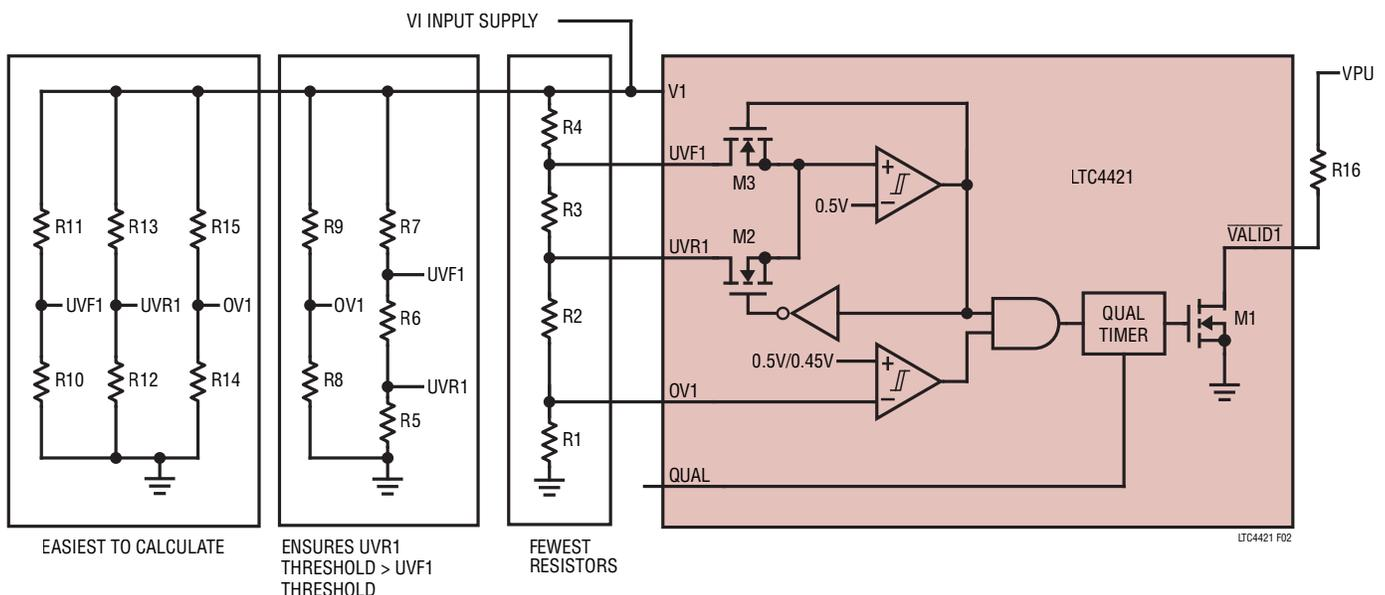 VI INPUT SUPPLY
VPU
V1
R4
UVF1
M3
0.5V
LTC4421
R16
R11
R13
R15
R9
R7
R3
UVR1
M2
VALID1
UVF1
UVF1
UVR1
OV1
OV1
R6
R2
QUAL
TIMER
M1
0.5V/0.45V
R10
R12
R14
R8
UVR1
OV1
R5
R1
QUAL
LTC4421 F02
EASIEST TO CALCULATE
ENSURES UVR1
THRESHOLD > UVF1
THRESHOLD
FEWEST
RESISTORS